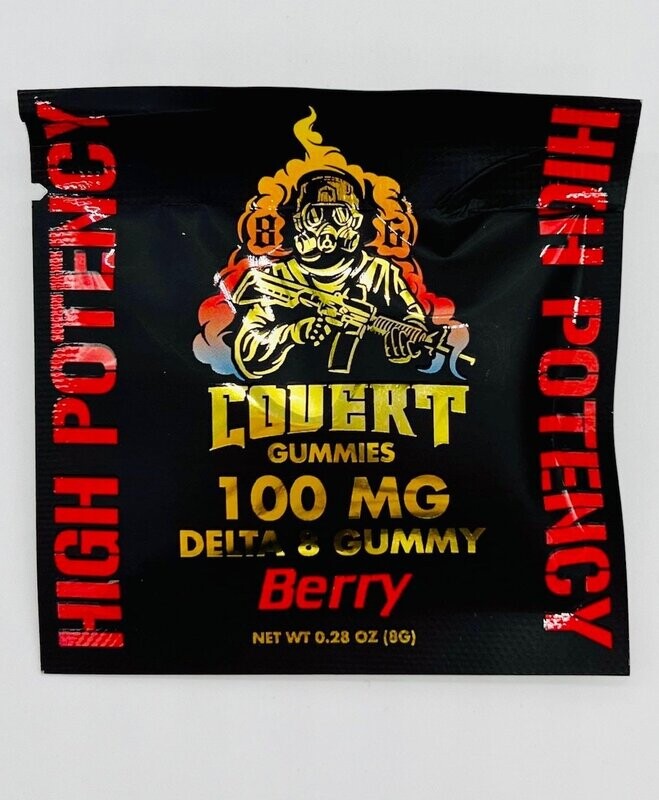 HIGH POTENCY
8 G
COVERT
GUMMIES
100 MG
DELTA 8 GUMMY
Berry
NET WT 0.28 OZ (8G)
HIGH POTENCY